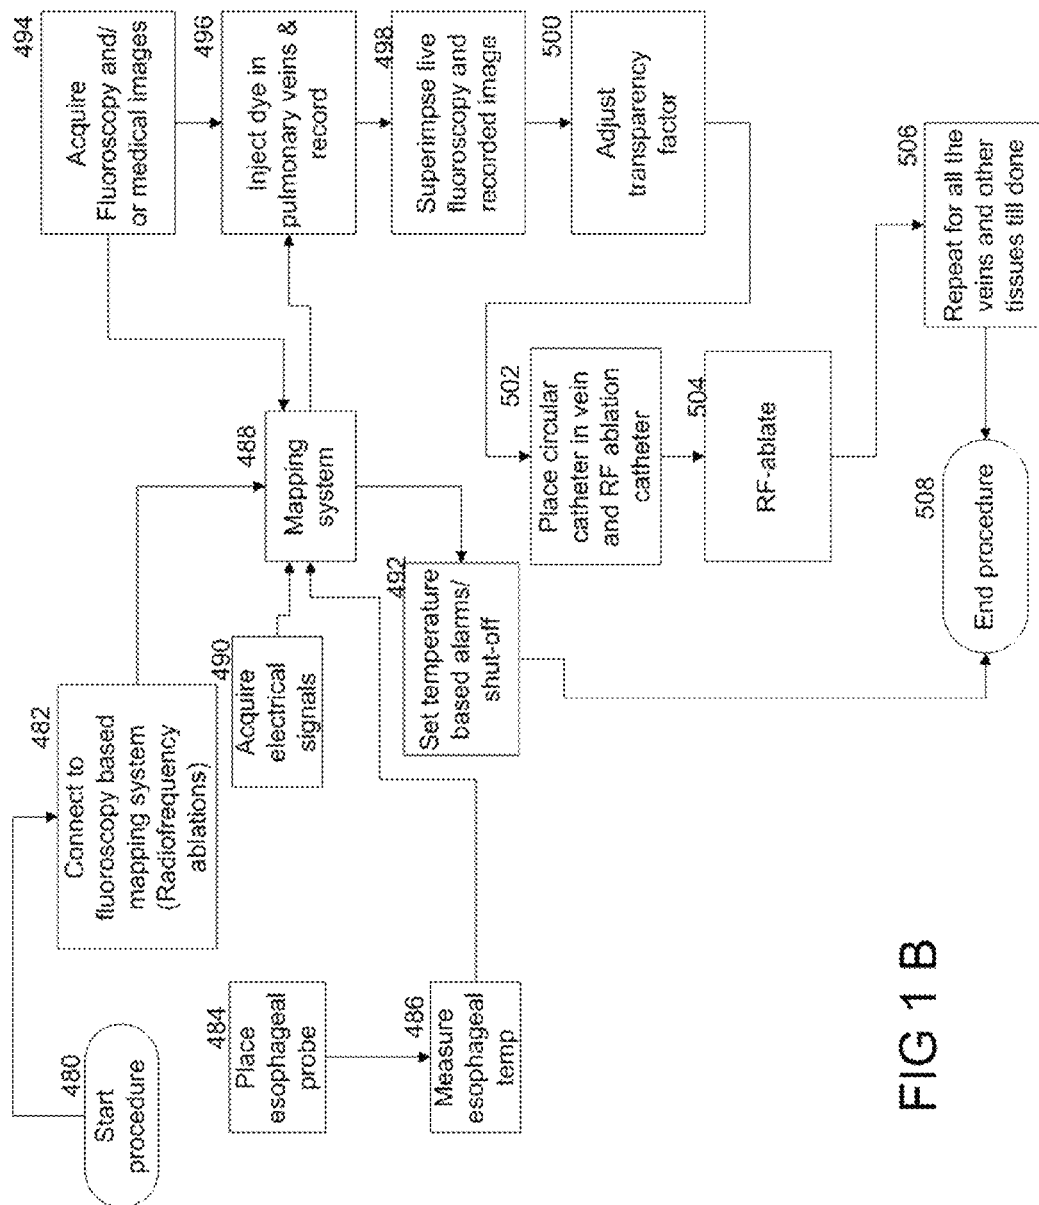 480
Start
procedure
482
Connect to
fluoroscopy based
mapping system
(Radiofrequency
ablations)
484
Place
esophageal
probe
486
Measure
esophageal
temp
488
Mapping
system
490
Acquire
electrical
signals
492
Set temperature
based alarms/
shut-off
494
Acquire
Fluoroscopy and/
or medical images
496
Inject dye in
pulmonary veins &
record
498
Superimpse live
fluoroscopy and
recorded image
500
Adjust
transparency
factor
502
Place circular
catheter in vein
and RF ablation
catheter
504
RF-ablate
506
Repeat for all the
veins and other
tissues till done
508
End procedure
FIG 1 B